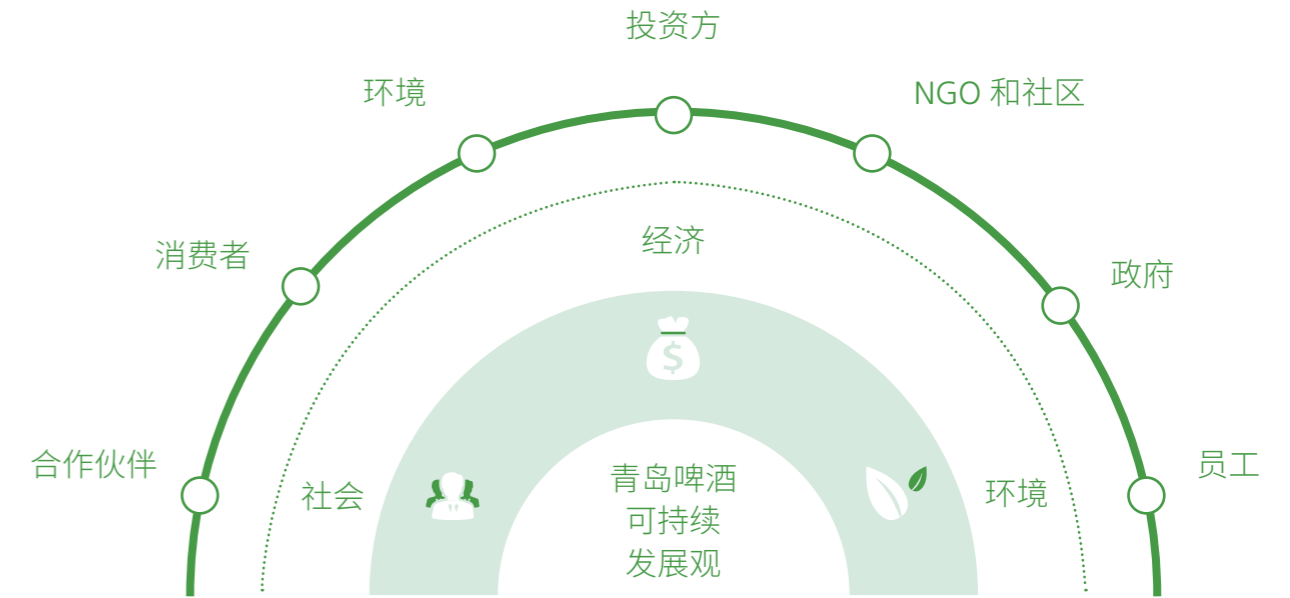 投资方
环境
NGO 和社区
消费者
经济
政府
合作伙伴
社会
青岛啤酒
可持续
发展观
环境
员工
$